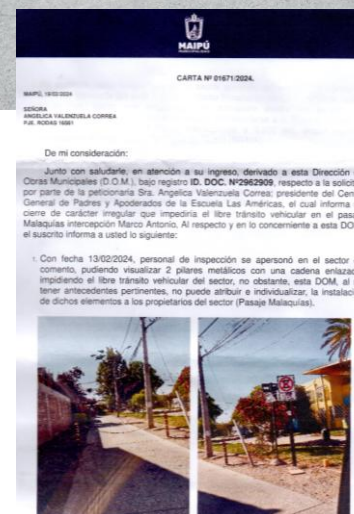 MAIPÚ
CARTA Nº 01671/2024.
MAIPÚ, 19/02/2024
SEÑORA
ANGELICA VALENZUELA CORREA
PJE. RODAS 16561
De mi consideración:
Junto con saludarle, en atención a su ingreso, derivado a esta Dirección
Obras Municipales (D.O.M.), bajo registro ID. DOC. Nº2962909, respecto a la solicit
por parte de la peticionaria Sra. Angelica Valenzuela Correa; presidente del Cen
General de Padres y Apoderados de la Escuela Las Américas, el cual informa
cierre de carácter irregular que impediría el libre tránsito vehicular en el pasa
Malaquías intercepción Marco Antonio, Al respecto y en lo concerniente a esta DO
el suscrito informa a usted lo siguiente:
1. Con fecha 13/02/2024, personal de inspección se apersonó en el sector
comento, pudiendo visualizar 2 pilares metálicos con una cadena enlaza
impidiendo el libre tránsito vehicular del sector, no obstante, esta DOM, al
tener antecedentes pertinentes, no puede atribuir e individualizar, la instalaci
de dichos elementos a los propietarios del sector (Pasaje Malaquías).